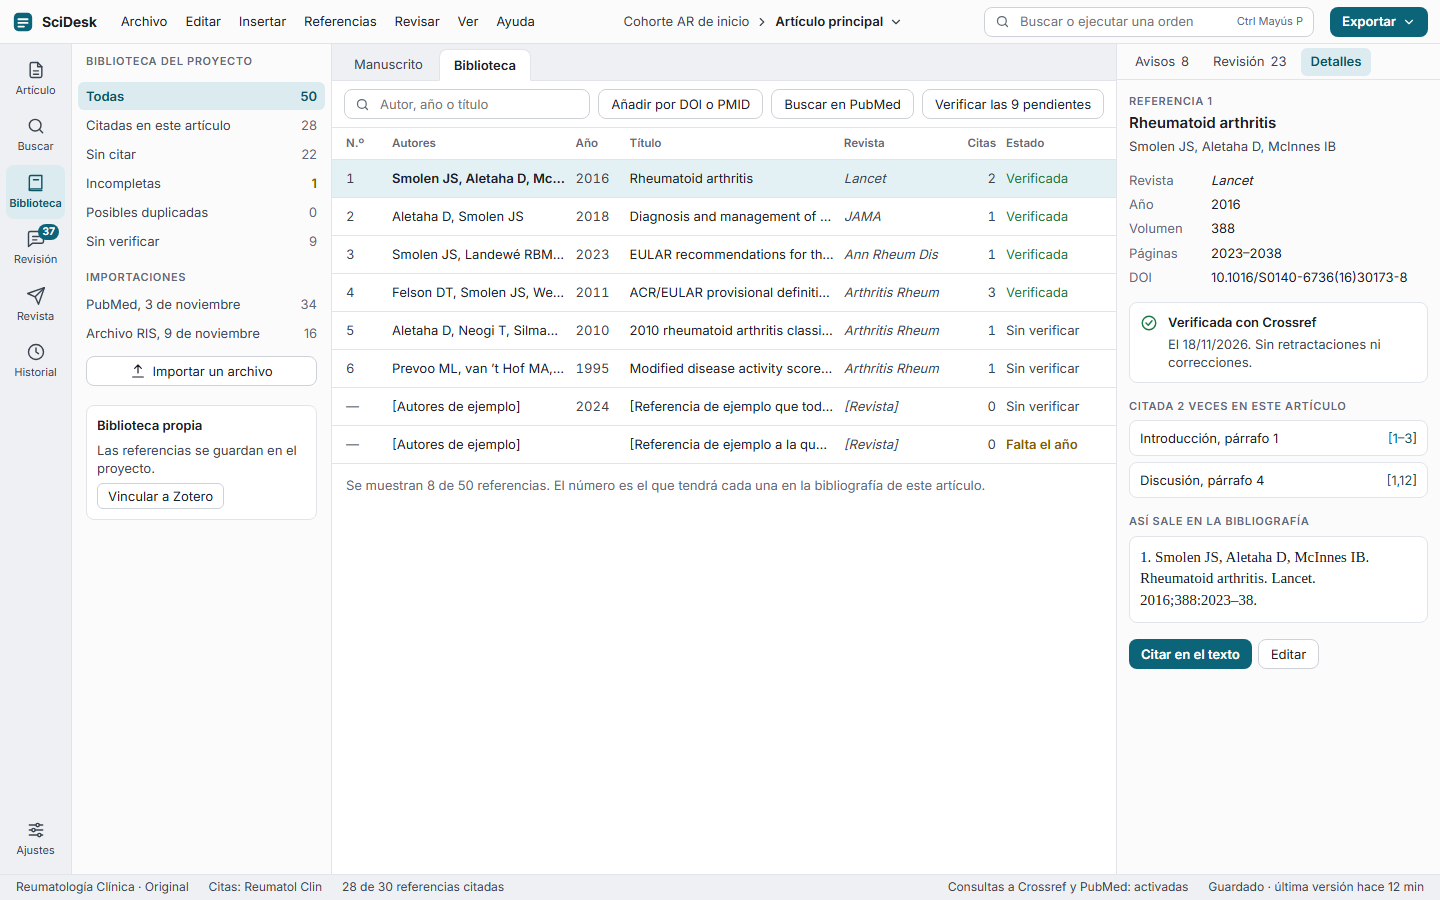 SciDesk Archivo Editar Insertar Referencias Revisar Ver Ayuda Cohorte AR de inicio Artículo principal Buscar o ejecutar una orden Ctrl Mayús P Exportar
Artículo
Buscar
Biblioteca
37
Revisión
Revista
Historial
Ajustes
BIBLIOTECA DEL PROYECTO
Todas 50
Citadas en este artículo 28
Sin citar 22
Incompletas 1
Posibles duplicadas 0
Sin verificar 9
IMPORTACIONES
PubMed, 3 de noviembre 34
Archivo RIS, 9 de noviembre 16
Importar un archivo
Biblioteca propia
Las referencias se guardan en el
proyecto.
Vincular a Zotero
Manuscrito Biblioteca
Autor, año o título Añadir por DOI o PMID Buscar en PubMed Verificar las 9 pendientes
N.º Autores Año Título Revista Citas Estado
1 Smolen JS, Aletaha D, Mc... 2016 Rheumatoid arthritis Lancet 2 Verificada
2 Aletaha D, Smolen JS 2018 Diagnosis and management of ... JAMA 1 Verificada
3 Smolen JS, Landewé RBM... 2023 EULAR recommendations for th... Ann Rheum Dis 1 Verificada
4 Felson DT, Smolen JS, We... 2011 ACR/EULAR provisional definiti... Arthritis Rheum 3 Verificada
5 Aletaha D, Neogi T, Silma... 2010 2010 rheumatoid arthritis classi... Arthritis Rheum 1 Sin verificar
6 Prevoo ML, van ’t Hof MA,... 1995 Modified disease activity score... Arthritis Rheum 1 Sin verificar
— [Autores de ejemplo] 2024 [Referencia de ejemplo que tod... [Revista] 0 Sin verificar
— [Autores de ejemplo] [Referencia de ejemplo a la qu... [Revista] 0 Falta el año
Se muestran 8 de 50 referencias. El número es el que tendrá cada una en la bibliografía de este artículo.
Avisos 8 Revisión 23 Detalles
REFERENCIA 1
Rheumatoid arthritis
Smolen JS, Aletaha D, McInnes IB
Revista Lancet
Año 2016
Volumen 388
Páginas 2023–2038
DOI 10.1016/S0140-6736(16)30173-8
Verificada con Crossref
El 18/11/2026. Sin retractaciones ni
correcciones.
CITADA 2 VECES EN ESTE ARTÍCULO
Introducción, párrafo 1 [1–3]
Discusión, párrafo 4 [1,12]
ASÍ SALE EN LA BIBLIOGRAFÍA
1. Smolen JS, Aletaha D, McInnes IB.
Rheumatoid arthritis. Lancet.
2016;388:2023–38.
Citar en el texto Editar
Reumatología Clínica · Original Citas: Reumatol Clin 28 de 30 referencias citadas Consultas a Crossref y PubMed: activadas Guardado · última versión hace 12 min